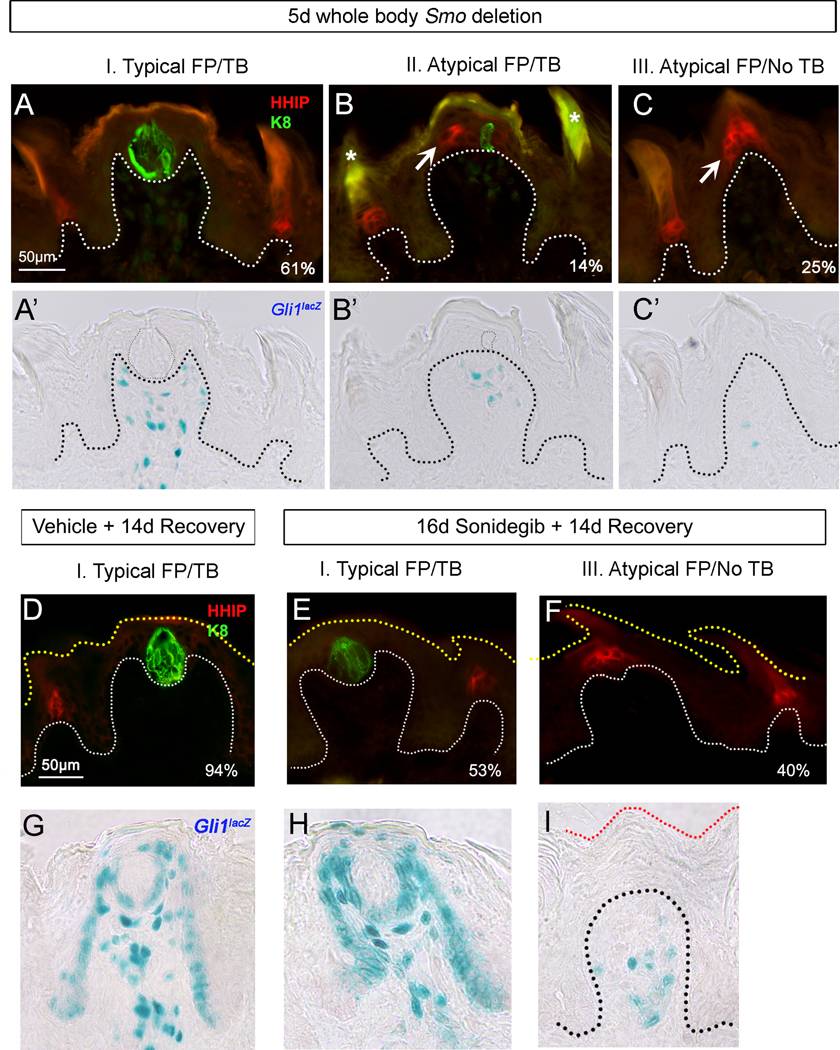 5d whole body Smo deletion
I. Typical FP/TB
II. Atypical FP/TB
III. Atypical FP/No TB
A
HHIP
K8
50µm
61%
B
*
*
14%
C
25%
A’
Gli1lacZ
B’
C’
Vehicle + 14d Recovery
16d Sonidegib + 14d Recovery
I. Typical FP/TB
I. Typical FP/TB
III. Atypical FP/No TB
D
HHIP
K8
50µm
94%
E
53%
F
40%
G
Gli1lacZ
H
I